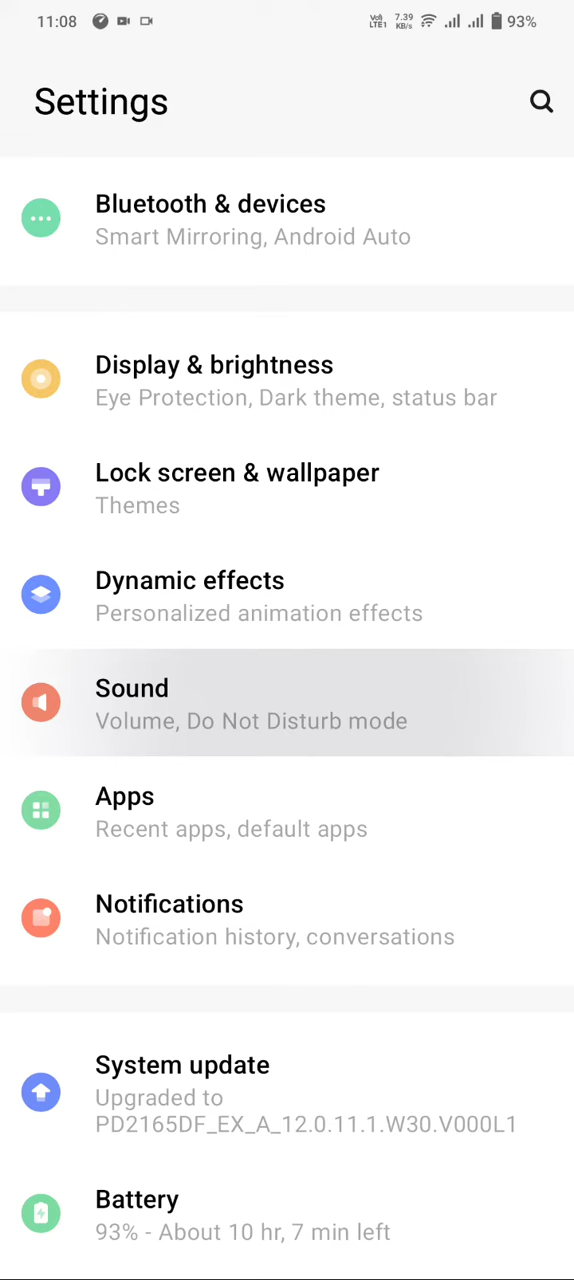 11:08
Vo) LTE1 7.39 KB/s 93%
Settings
Bluetooth & devices
Smart Mirroring, Android Auto
Display & brightness
Eye Protection, Dark theme, status bar
Lock screen & wallpaper
Themes
Dynamic effects
Personalized animation effects
Sound
Volume, Do Not Disturb mode
Apps
Recent apps, default apps
Notifications
Notification history, conversations
System update
Upgraded to
PD2165DF_EX_A_12.0.11.1.W30.V000L1
Battery
93% - About 10 hr, 7 min left